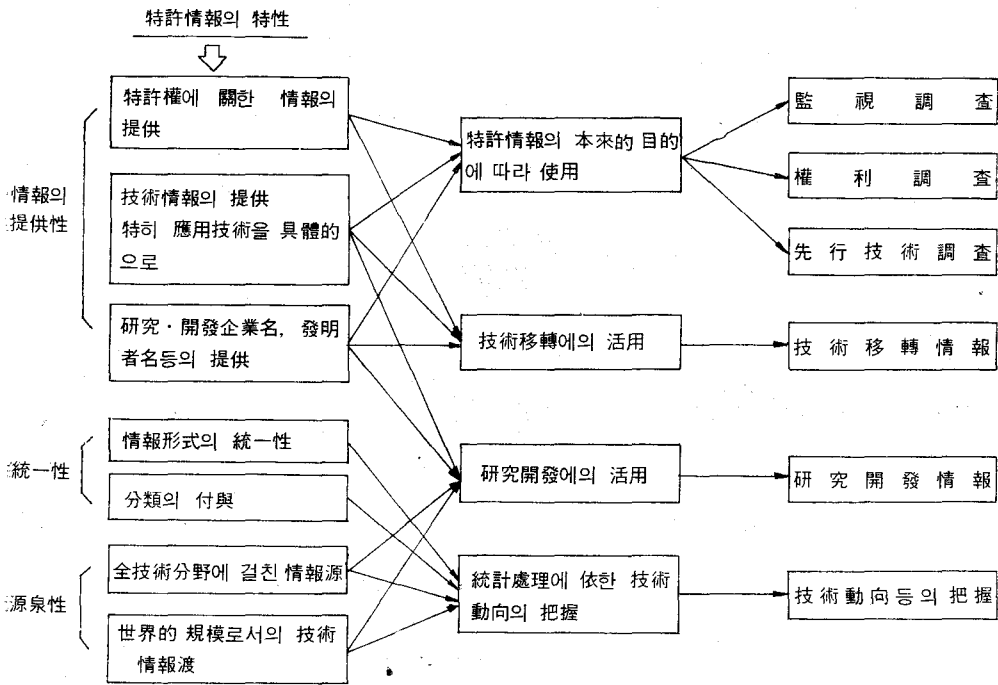 特許情報의 特性
特許權에 關한 情報의
提供
情報의
提供性
技術情報의 提供
特히 應用技術을 具體的
으로
研究・開發企業名, 發明
者名等의 提供
統一性
情報形式의 統一性
分類의 付與
源泉性
全技術分野에 걸친 情報源
世界的 規模로서의 技術
情報渡
特許情報의 本來的 目的
에 따라 使用
技術移轉에의 活用
研究開發에의 活用
統計處理에 依한 技術
動向의 把握
監視調査
權利調査
先行技術調査
技術移轉情報
研究開發情報
技術動向等의 把握